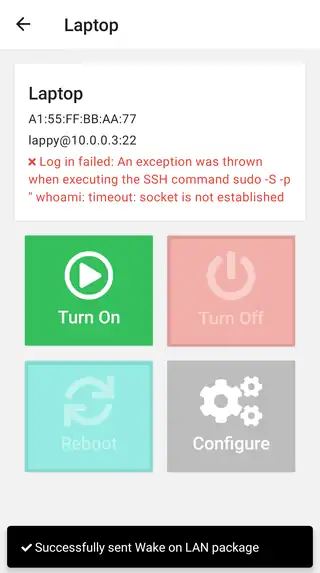 Laptop
Laptop
A1:55:FF:BB:AA:77
lappy@10.0.0.3:22
Log in failed: An exception was thrown
when executing the SSH command sudo -S -p
'' whoami: timeout: socket is not established
Turn On
Turn Off
Reboot
Configure
Successfully sent Wake on LAN package